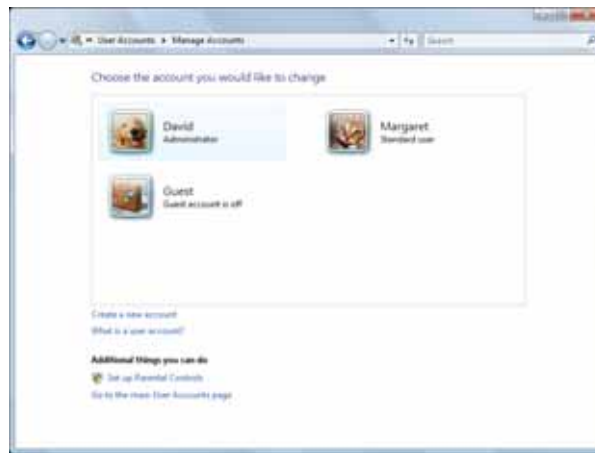 User Accounts ▸ Manage Accounts
Search
Choose the account you would like to change
David
Administrator
Margaret
Standard user
Guest
Guest account is off
Create a new account
What is a user account?
Additional things you can do
Set up Parental Controls
Go to the main User Accounts page